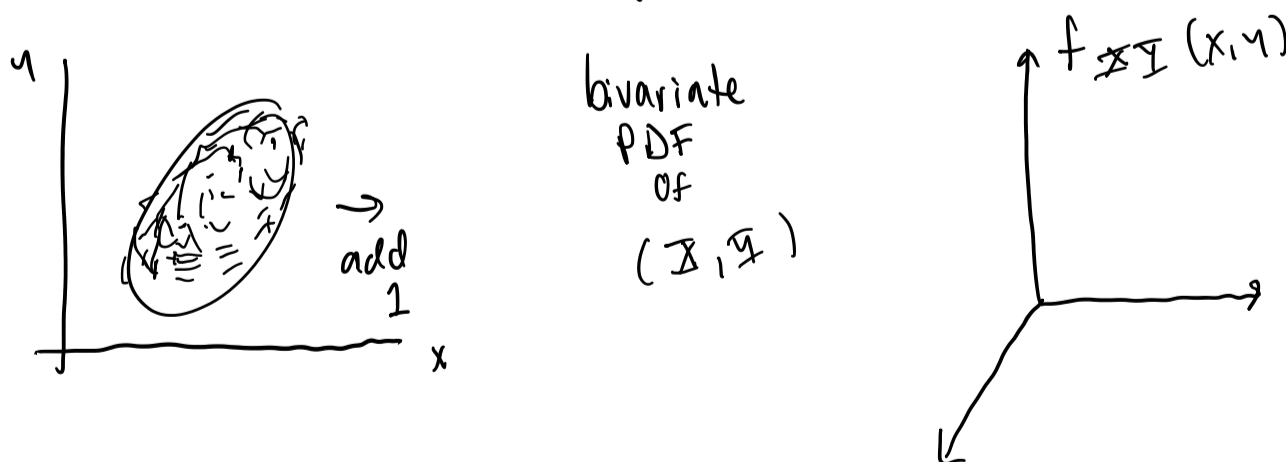 y
→
add
1
x
bivariate
PDF
of
(X, Y)
f XY (x,y)